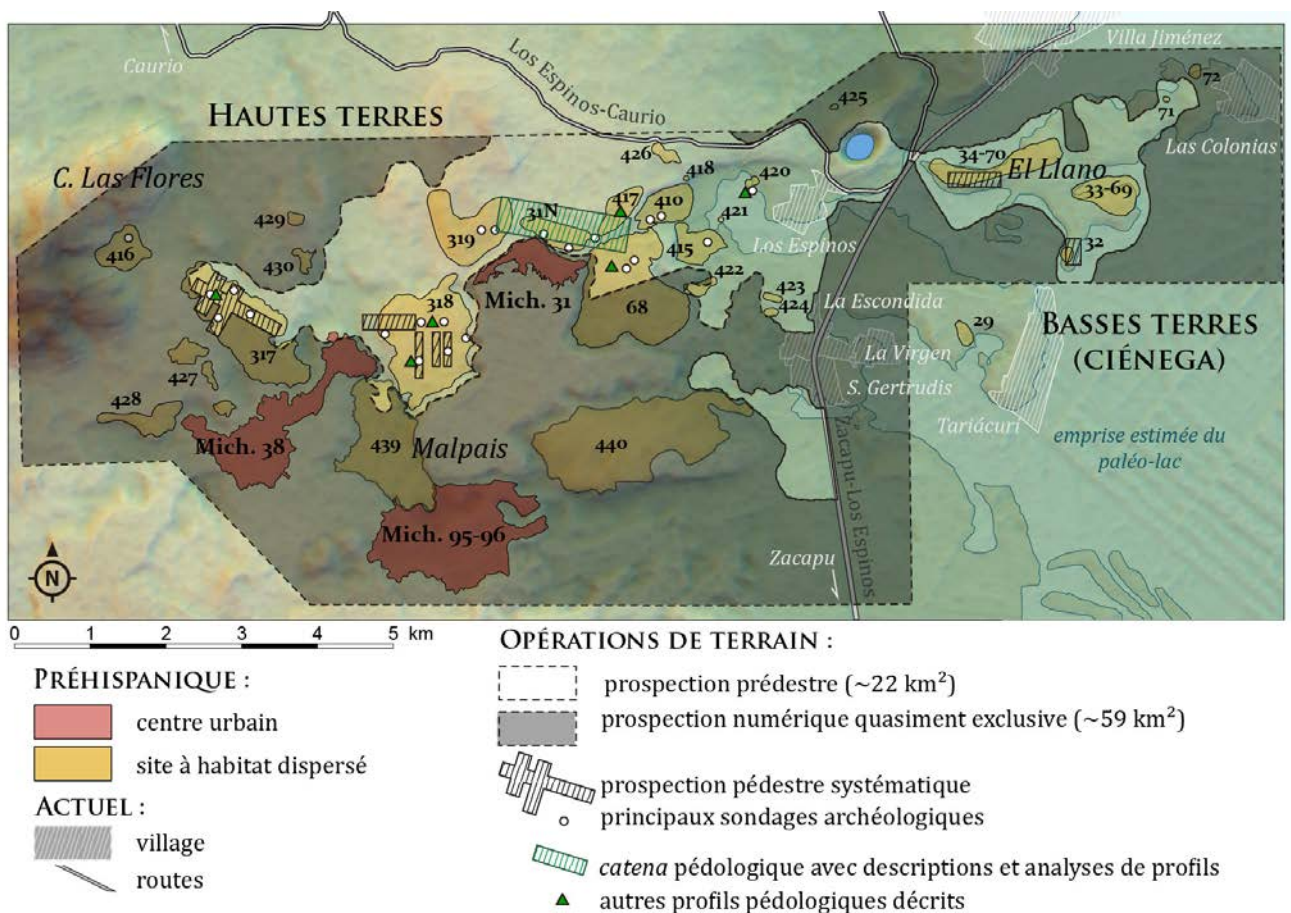 Caurio
Los Espinos-Caurio
Villa Jiménez
HAUTES TERRES
C. Las Flores
425
72
71
Las Colonias
426
418
420
34-70
El Llano
33-69
417
410
421
31N
319
415
Los Espinos
32
429
416
430
422
423
424
La Escondida
318
Mich. 31
68
29
BASSES TERRES
(CIÉNEGA)
La Virgen
S. Gertrudis
317
427
428
Mich. 38
439
Malpais
440
Tariácuri
emprise estimée du
paléo-lac
Mich. 95-96
Zacapu-Los Espinos
Zacapu
N
0 1 2 3 4 5 km
PRÉHISPANIQUE :
centre urbain
site à habitat dispersé
ACTUEL :
village
routes
OPÉRATIONS DE TERRAIN :
prospection prédestre (~22 km²)
prospection numérique quasiment exclusive (~59 km²)
prospection pédestre systématique
principaux sondages archéologiques
catena pédologique avec descriptions et analyses de profils
autres profils pédologiques décrits